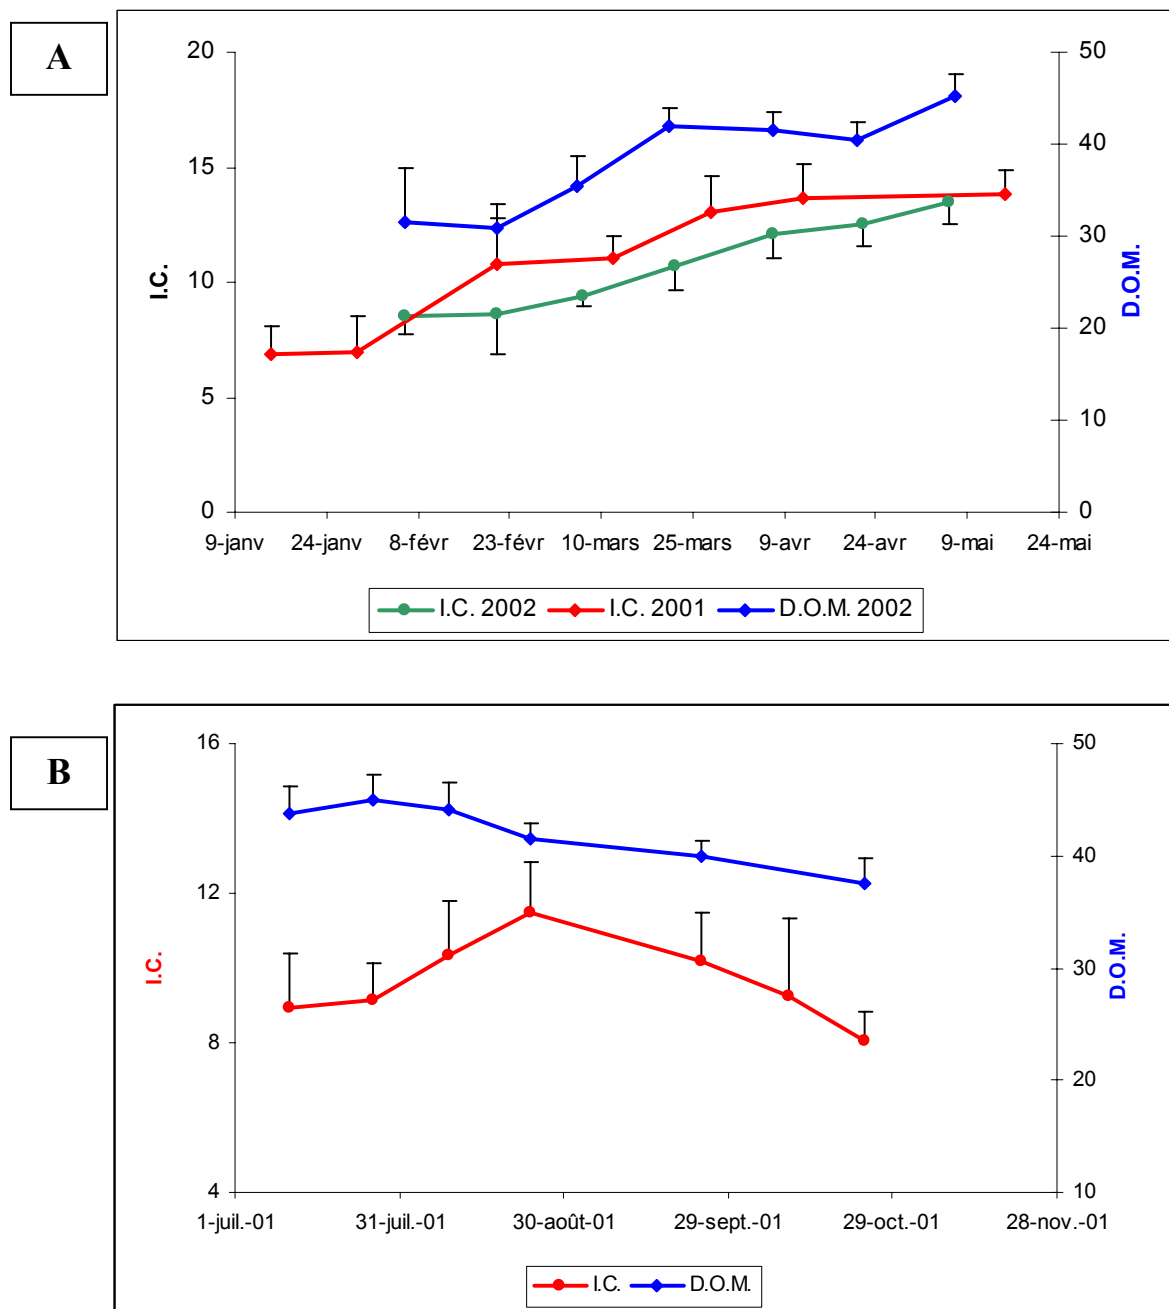 A
20
15
10
5
0
I.C.
50
40
30
20
10
0
D.O.M.
9-janv 24-janv 8-févr 23-févr 10-mars 25-mars 9-avr 24-avr 9-mai 24-mai
I.C. 2002 I.C. 2001 D.O.M. 2002
B
16
12
8
4
I.C.
50
40
30
20
10
D.O.M.
1-juil.-01 31-juil.-01 30-août-01 29-sept.-01 29-oct.-01 28-nov.-01
I.C. D.O.M.